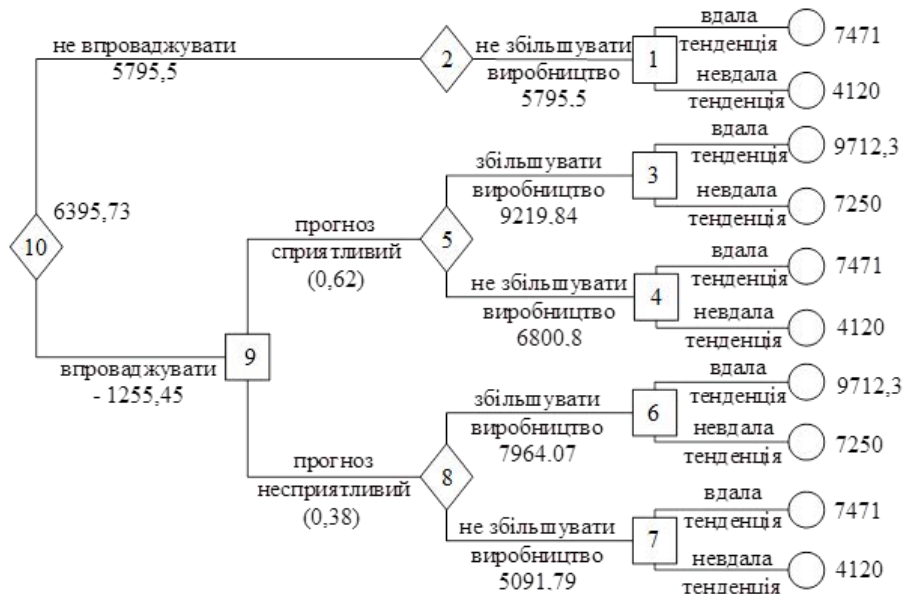 не впроваджувати
5795,5
2
не збільшувати
виробництво
5795,5
1
вдала
тенденція
7471
невдала
тенденція
4120
10
6395,73
впроваджувати
- 1255,45
9
прогноз
сприятливий
(0,62)
5
збільшувати
виробництво
9219,84
3
вдала
тенденція
9712,3
невдала
тенденція
7250
не збільшувати
виробництво
6800,8
4
вдала
тенденція
7471
невдала
тенденція
4120
прогноз
несприятливий
(0,38)
8
збільшувати
виробництво
7964,07
6
вдала
тенденція
9712,3
невдала
тенденція
7250
не збільшувати
виробництво
5091,79
7
вдала
тенденція
7471
невдала
тенденція
4120